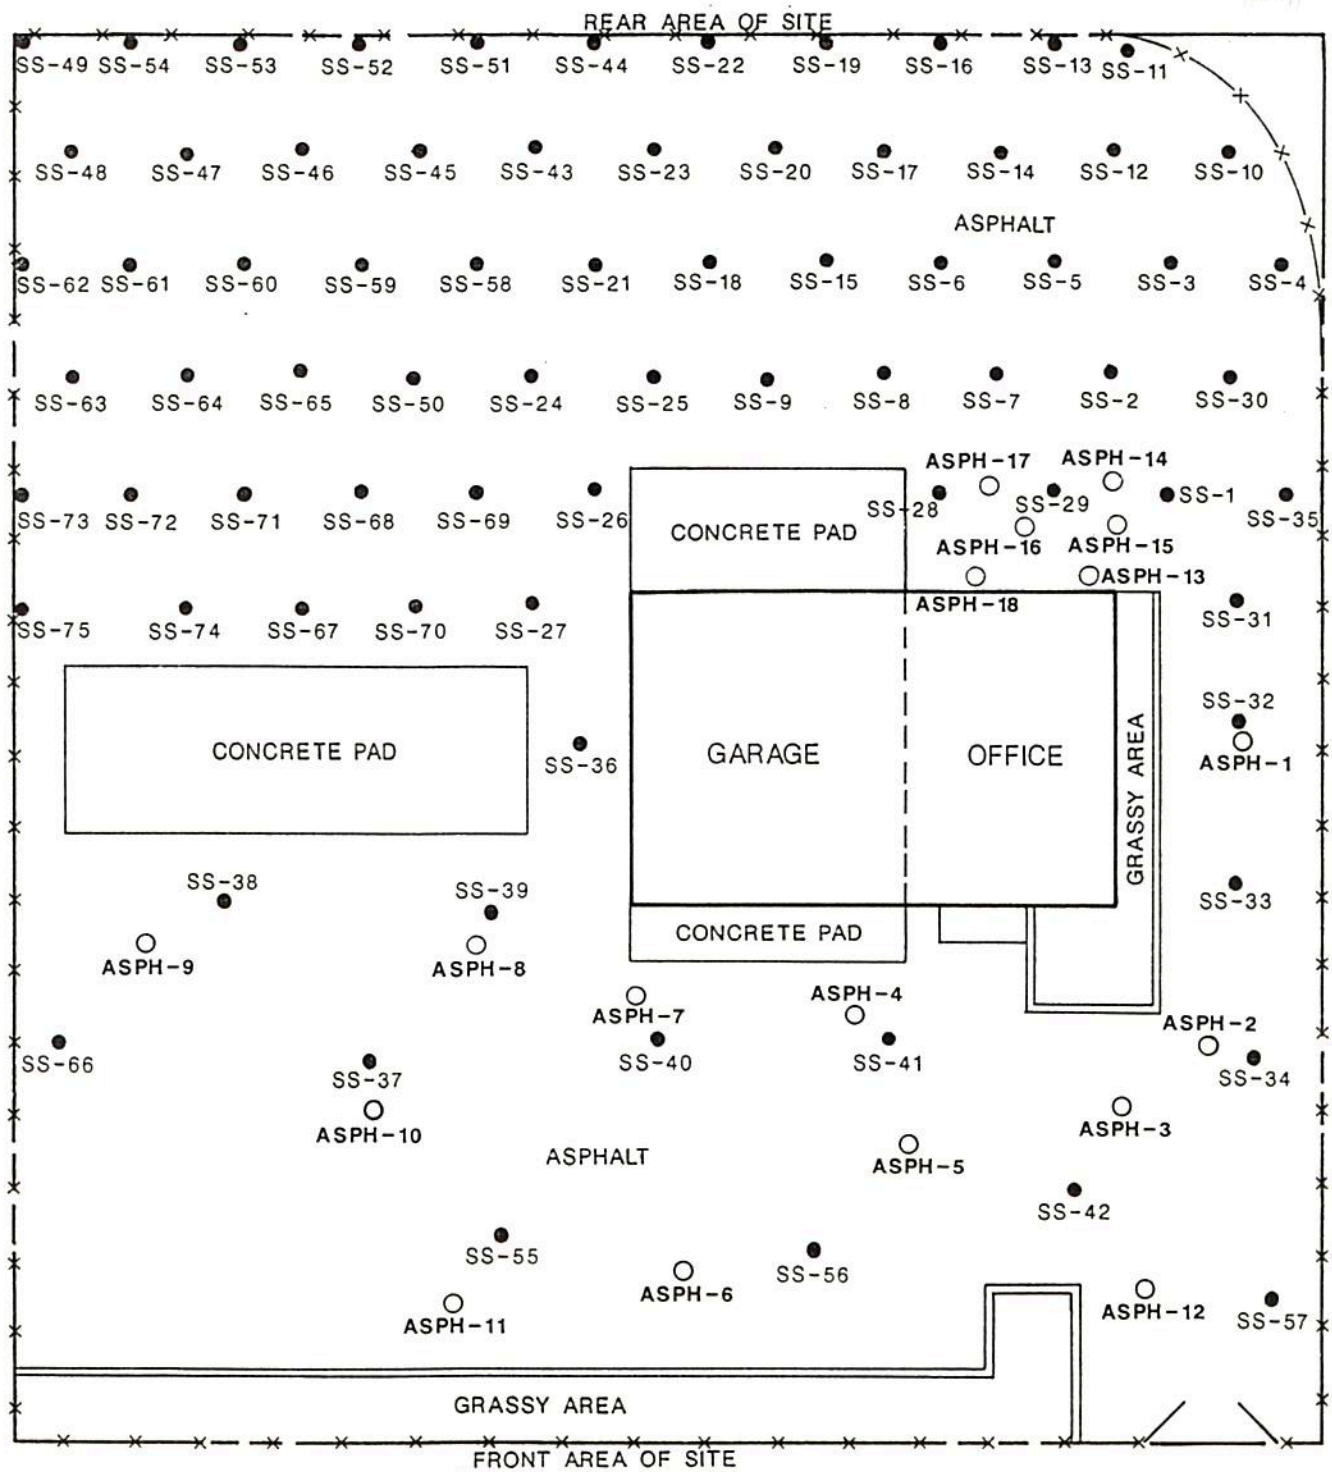 REAR AREA OF SITE
SS-49 SS-54 SS-53 SS-52 SS-51 SS-44 SS-22 SS-19 SS-16 SS-13 SS-11
SS-48 SS-47 SS-46 SS-45 SS-43 SS-23 SS-20 SS-17 SS-14 SS-12 SS-10
ASPHALT
SS-62 SS-61 SS-60 SS-59 SS-58 SS-21 SS-18 SS-15 SS-6 SS-5 SS-3 SS-4
SS-63 SS-64 SS-65 SS-50 SS-24 SS-25 SS-9 SS-8 SS-7 SS-2 SS-30
ASPH-17 ASPH-14
SS-73 SS-72 SS-71 SS-68 SS-69 SS-26 SS-28 SS-29 SS-1 SS-35
CONCRETE PAD
ASPH-16 ASPH-15
ASPH-13
ASPH-18
SS-31
SS-75 SS-74 SS-67 SS-70 SS-27
SS-32
CONCRETE PAD
SS-36
GARAGE
OFFICE
GRASSY AREA
ASPH-1
SS-38 SS-39
SS-33
CONCRETE PAD
ASPH-9 ASPH-8
ASPH-4
ASPH-7
ASPH-2
SS-66 SS-37 SS-40 SS-41 SS-34
ASPH-10
ASPH-3
ASPHALT
ASPH-5
SS-42
SS-55
SS-56
ASPH-6
ASPH-12
SS-57
ASPH-11
GRASSY AREA
FRONT AREA OF SITE